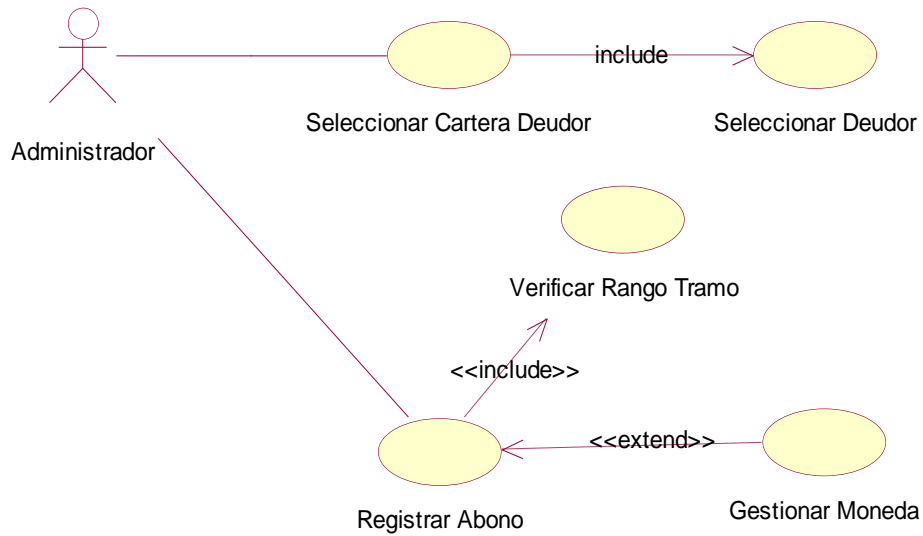 include
Seleccionar Cartera Deudor
Seleccionar Deudor
Administrador
Verificar Rango Tramo
<<include>>
<<extend>>
Registrar Abono
Gestionar Moneda